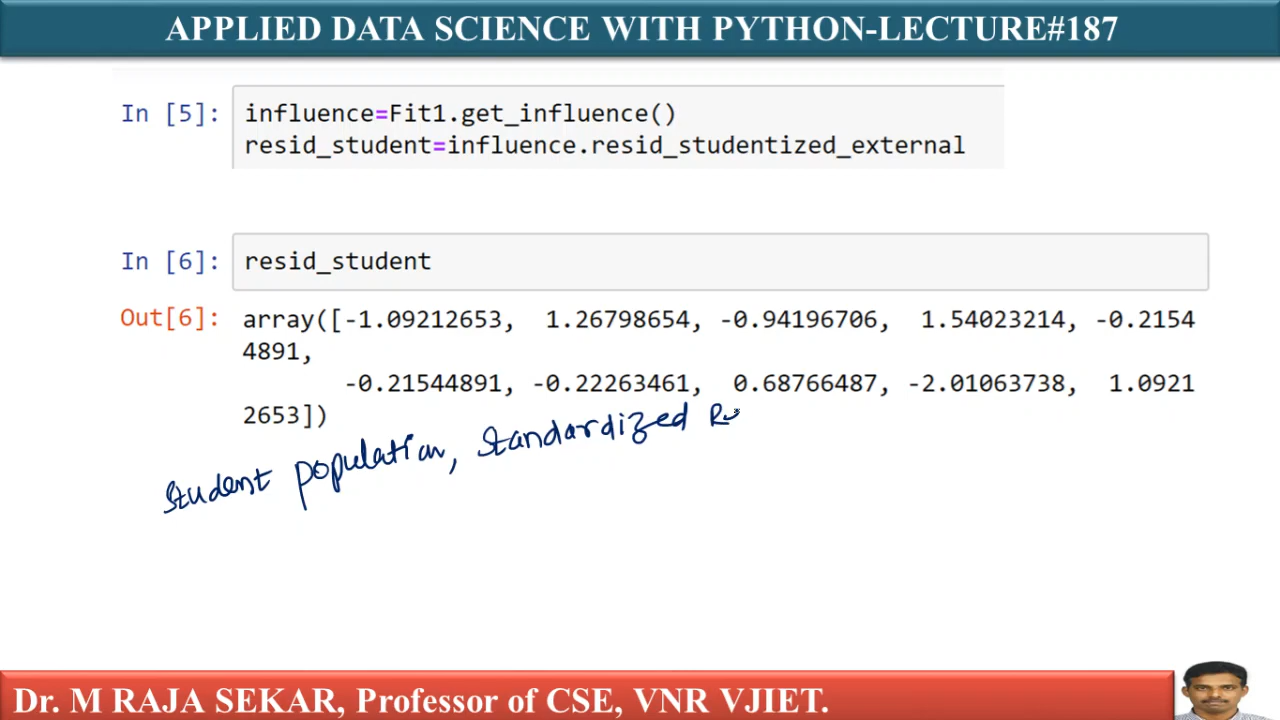 APPLIED DATA SCIENCE WITH PYTHON-LECTURE#187
In [5]: influence=Fit1.get_influence()
resid_student=influence.resid_studentized_external
In [6]: resid_student
Out[6]: array([-1.09212653, 1.26798654, -0.94196706, 1.54023214, -0.2154
4891,
-0.21544891, -0.22263461, 0.68766487, -2.01063738, 1.0921
2653])
Student population, Standardized
Dr. M RAJA SEKAR, Professor of CSE, VNR VJIET.